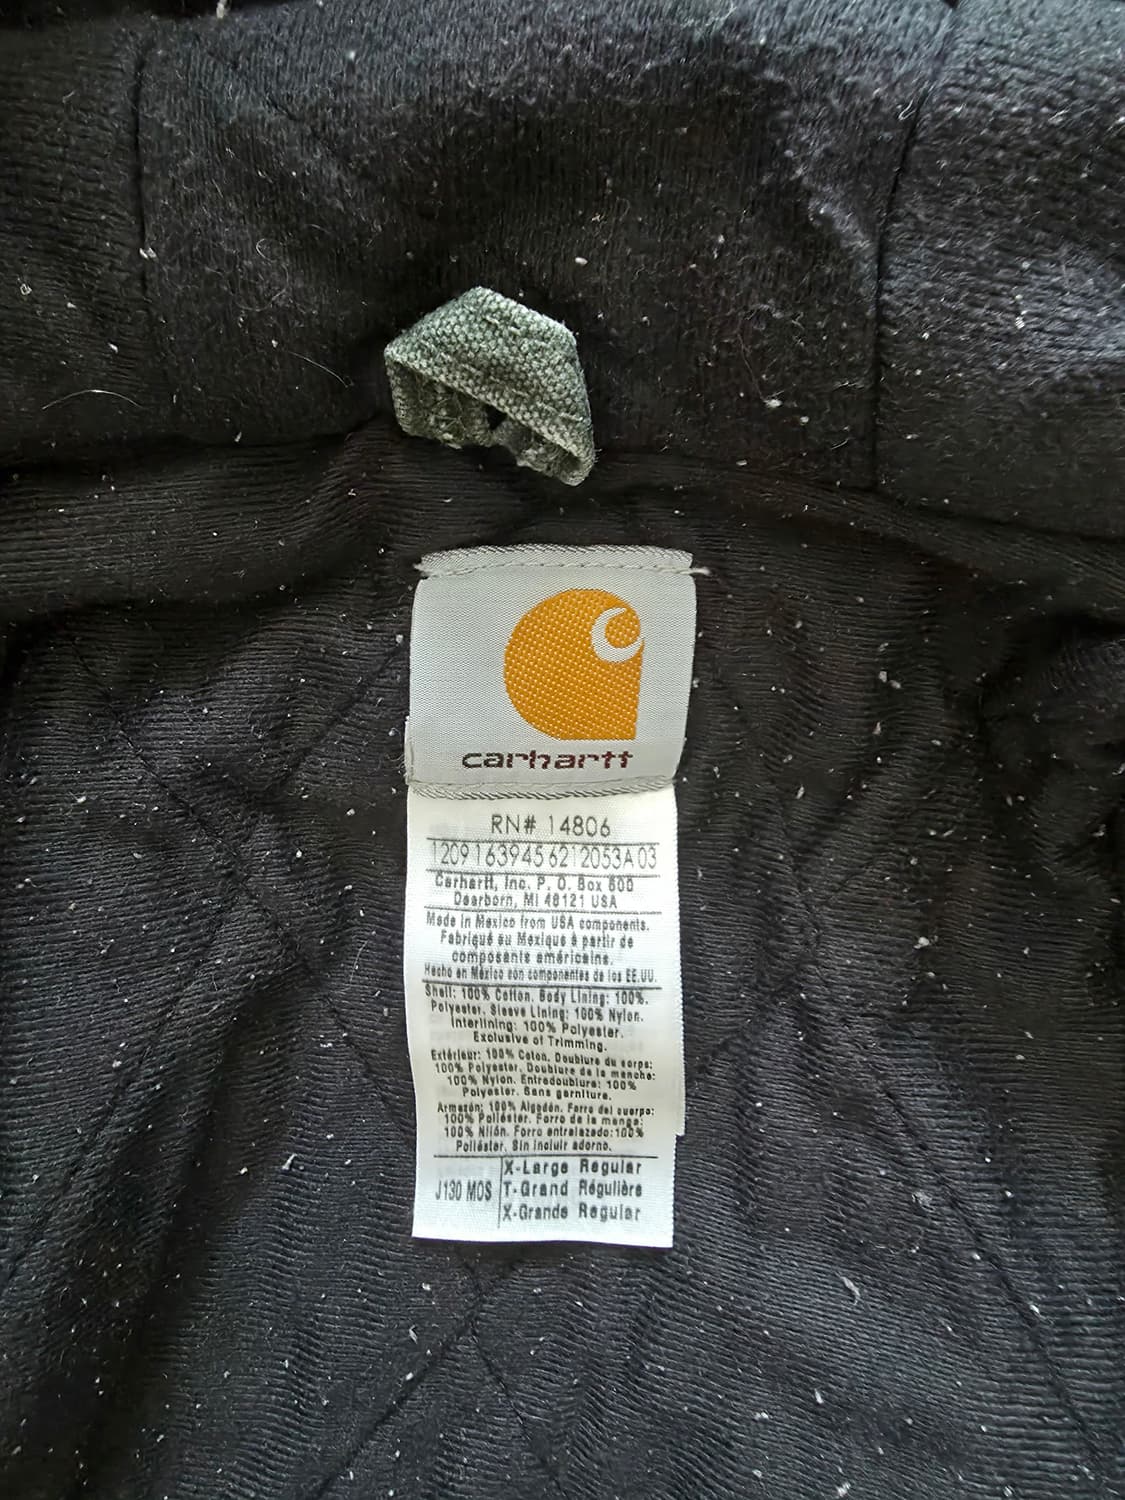 carhartt
RN# 14806
1209 1 63945 62 1 2053A 03
Carhartt, Inc. P. O. Box 600
Dearborn, MI 48121 USA
Made in Mexico from USA components.
Fabriqué au Mexique à partir de
composants américains.
Hecho en México con componentes de los EE.UU.
Shell: 100% Cotton. Body Lining: 100%.
Polyester. Sleeve Lining: 100% Nylon.
Interlining: 100% Polyester.
Exclusive of Trimming.
Extérieur: 100% Coton. Doublure du corps:
100% Polyester. Doublure de la manche:
100% Nylon. Entredoublure: 100%
Polyester. Sans garniture.
Armazón: 100% Algodón. Forro del cuerpo:
100% Poliéster. Forro de la manga:
100% Nilón. Forro entrelazado: 100%
Poliéster. Sin incluir adorno.
J130 MOS
X-Large Regular
T-Grand Régulière
X-Grande Regular